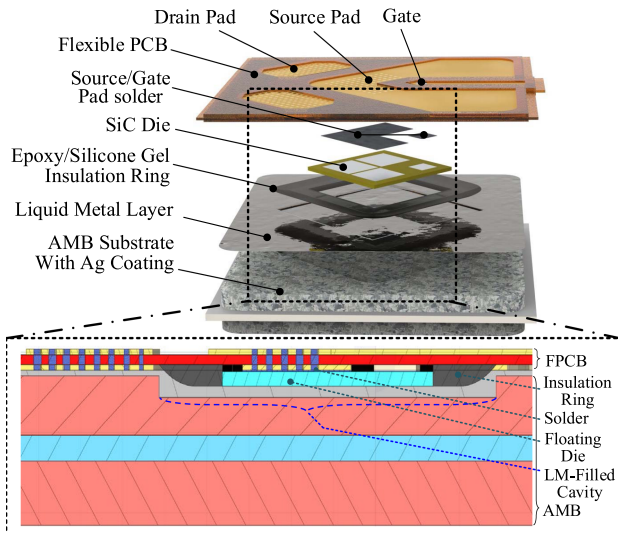 Drain Pad
Source Pad
Gate
Flexible PCB
Source/Gate
Pad solder
SiC Die
Epoxy/Silicone Gel
Insulation Ring
Liquid Metal Layer
AMB Substrate
With Ag Coating
FPCB
Insulation
Ring
Solder
Floating
Die
LM-Filled
Cavity
AMB